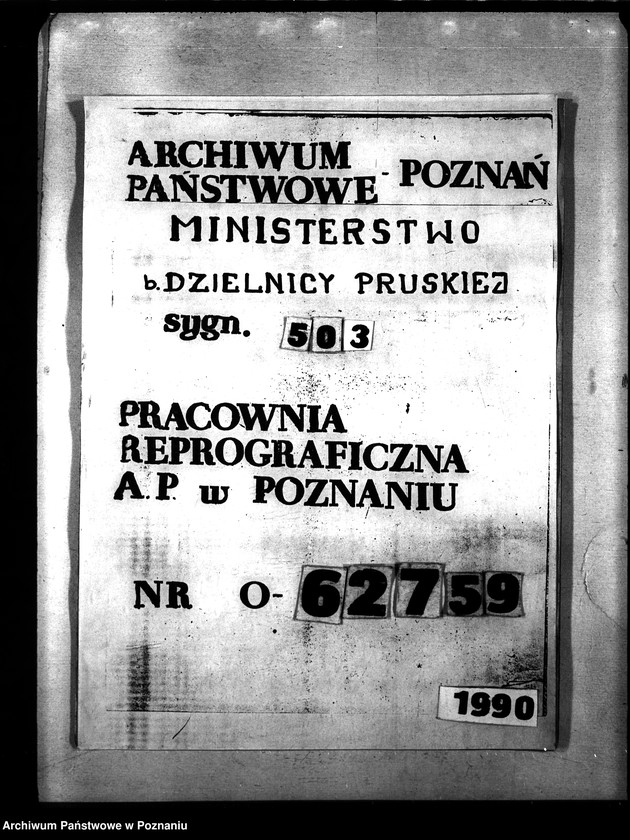 ARCHIWUM
PAŃSTWOWE - POZNAŃ
MINISTERSTWO
b. DZIELNICY PRUSKIEJ
sygn. 503
PRACOWNIA
REPROGRAFICZNA
A.P. w POZNANIU
NR O-62759
1990
Archiwum Państwowe w Poznaniu